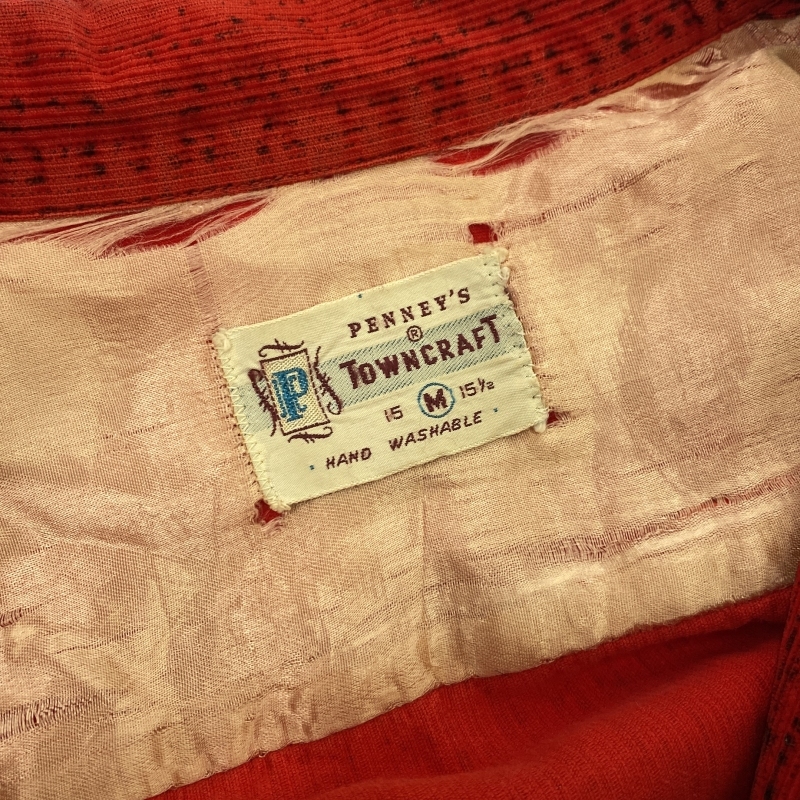 PENNEY'S
®
TOWNCRAFT
P
15 M 15½
· HAND WASHABLE ·